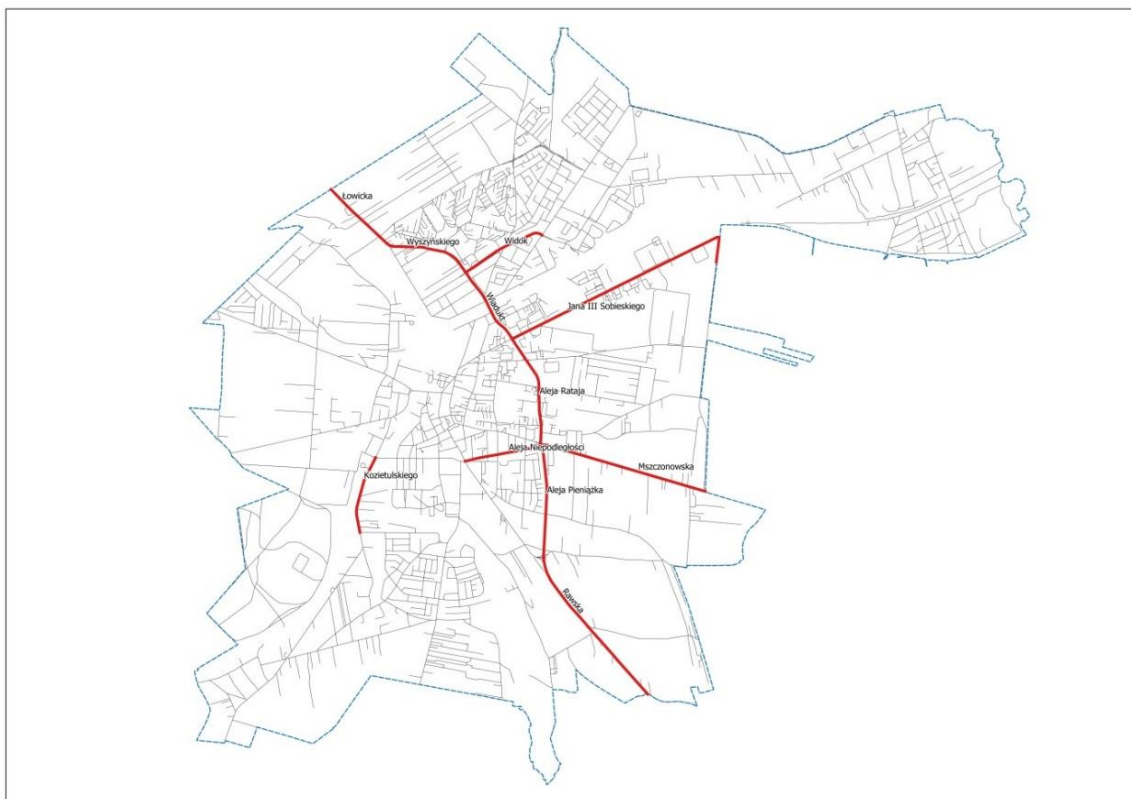 Łowicka
Wyszyńskiego
Widok
Wiadukt
Jana III Sobieskiego
Aleja Rataja
Aleja Niepodległości
Mszczonowska
Kozietulskiego
Aleja Pieniążka
Rawska